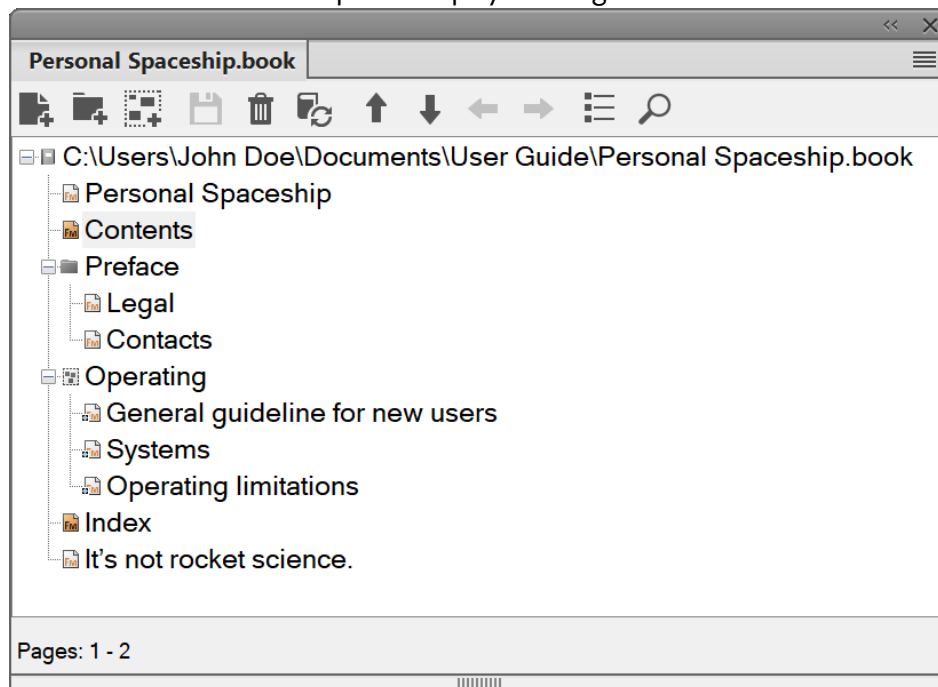 Personal Spaceship.book
C:\Users\John Doe\Documents\User Guide\Personal Spaceship.book
Personal Spaceship
Contents
Preface
Legal
Contacts
Operating
General guideline for new users
Systems
Operating limitations
Index
It's not rocket science.
Pages: 1 - 2